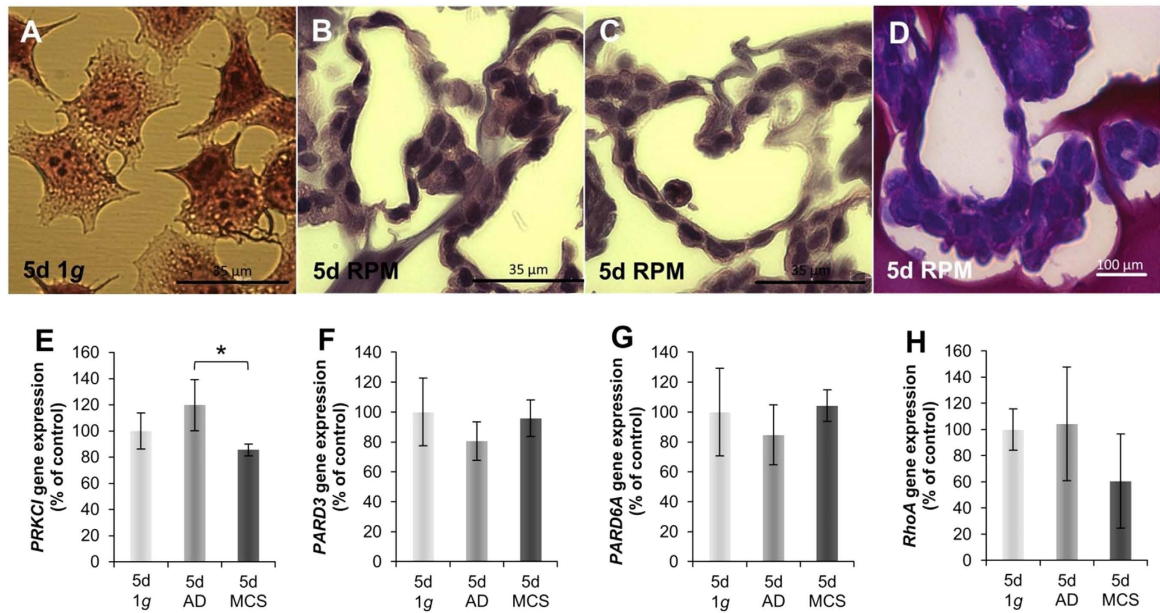 A
B
C
D
5d 1g
35 µm
5d RPM
35 µm
5d RPM
35 µm
5d RPM
100 µm
E
PRKCI gene expression
(% of control)
160
140
120
100
80
60
40
20
0
*
5d
1g
5d
AD
5d
MCS
F
PARD3 gene expression
(% of control)
140
120
100
80
60
40
20
0
5d
1g
5d
AD
5d
MCS
G
PARD6A gene expression
(% of control)
140
120
100
80
60
40
20
0
5d
1g
5d
AD
5d
MCS
H
RhoA gene expression
(% of control)
160
140
120
100
80
60
40
20
0
5d
1g
5d
AD
5d
MCS